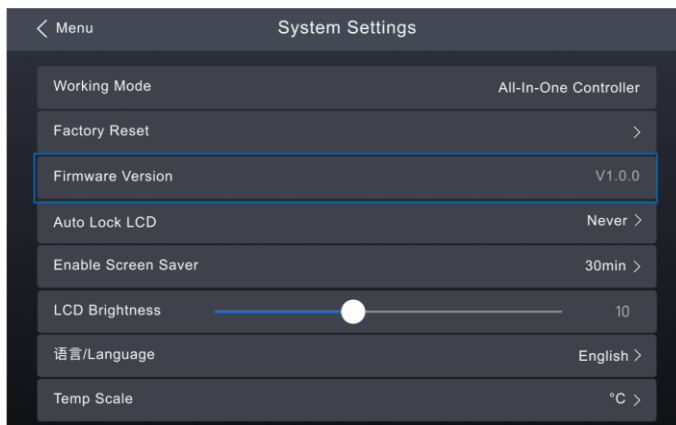 Menu
System Settings
Working Mode All-In-One Controller
Factory Reset
Firmware Version V1.0.0
Auto Lock LCD Never
Enable Screen Saver 30min
LCD Brightness 10
语言/Language English
Temp Scale °C